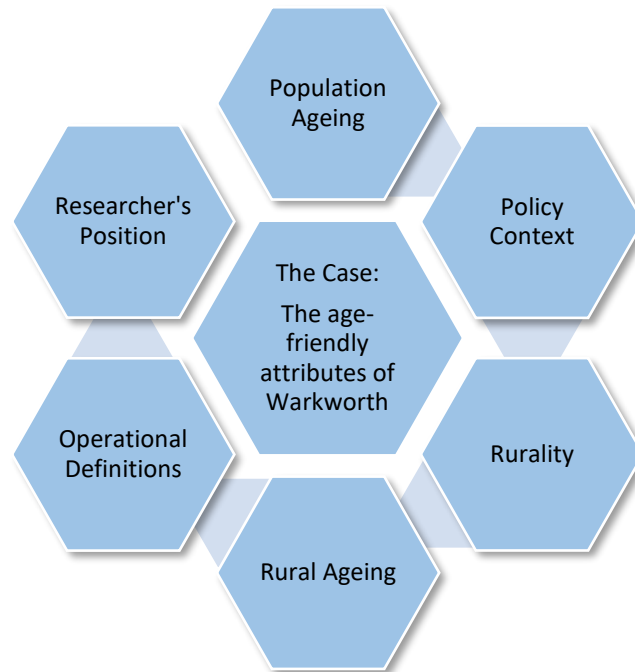 Population
Ageing
Policy
Context
Rurality
Rural Ageing
Operational
Definitions
Researcher's
Position
The Case:
The age-
friendly
attributes of
Warkworth